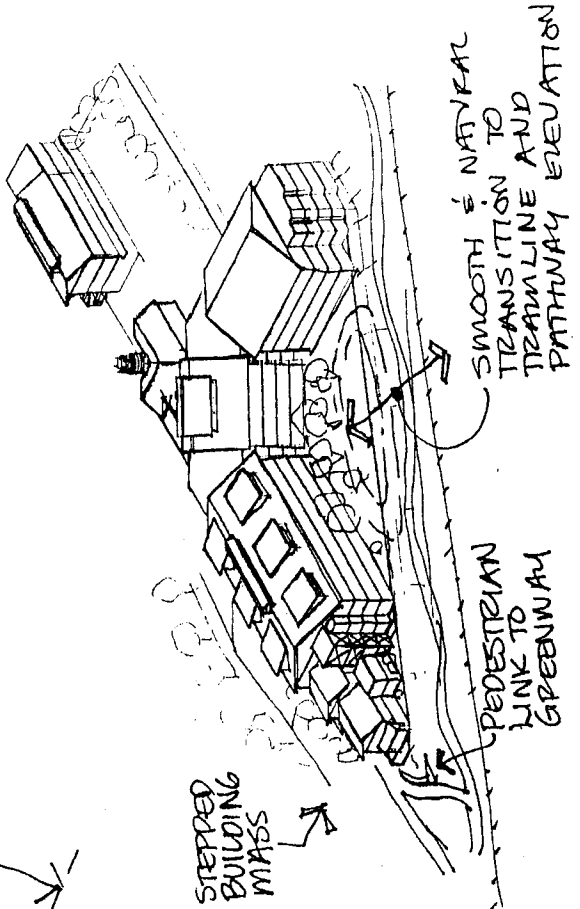 STEPPED
BUILDING
MASS
PEDESTRIAN
LINK TO
GREENWAY
SMOOTH & NATURAL
TRANSITION TO
TRAMLINE AND
PATHWAY ELEVATION